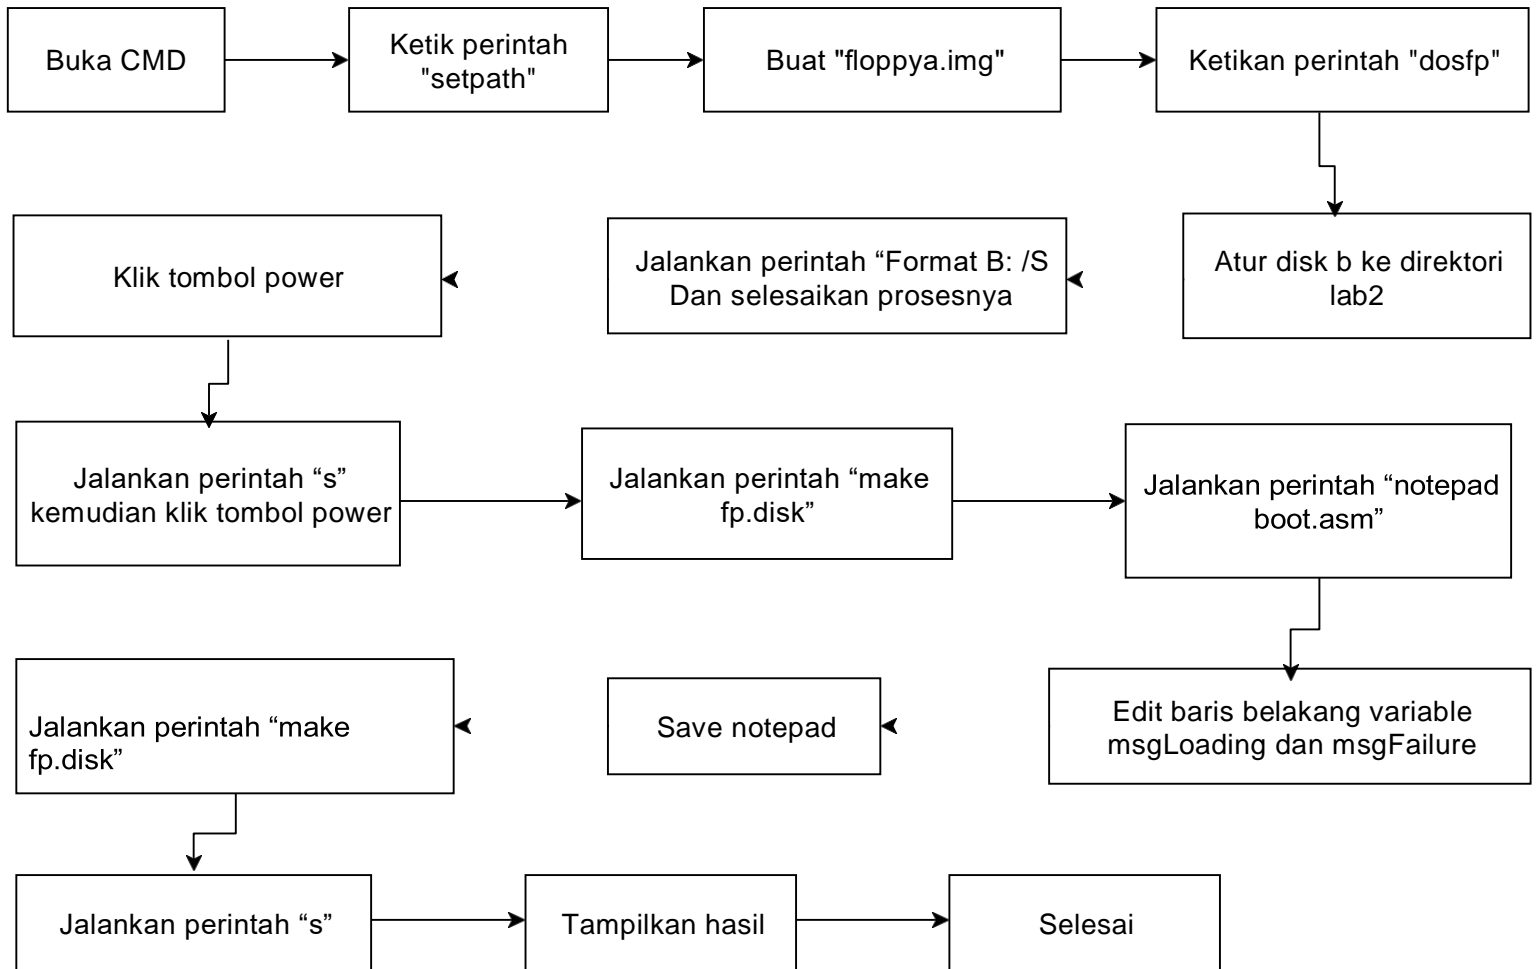 Buka CMD
Ketik perintah
"setpath"
Buat "floppya.img"
Ketikan perintah "dosfp"
Klik tombol power
Jalankan perintah “Format B: /S
Dan selesaikan prosesnya
Atur disk b ke direktori
lab2
Jalankan perintah “s”
kemudian klik tombol power
Jalankan perintah “make
fp.disk”
Jalankan perintah “notepad
boot.asm”
Jalankan perintah “make
fp.disk”
Save notepad
Edit baris belakang variable
msgLoading dan msgFailure
Jalankan perintah “s”
Tampilkan hasil
Selesai